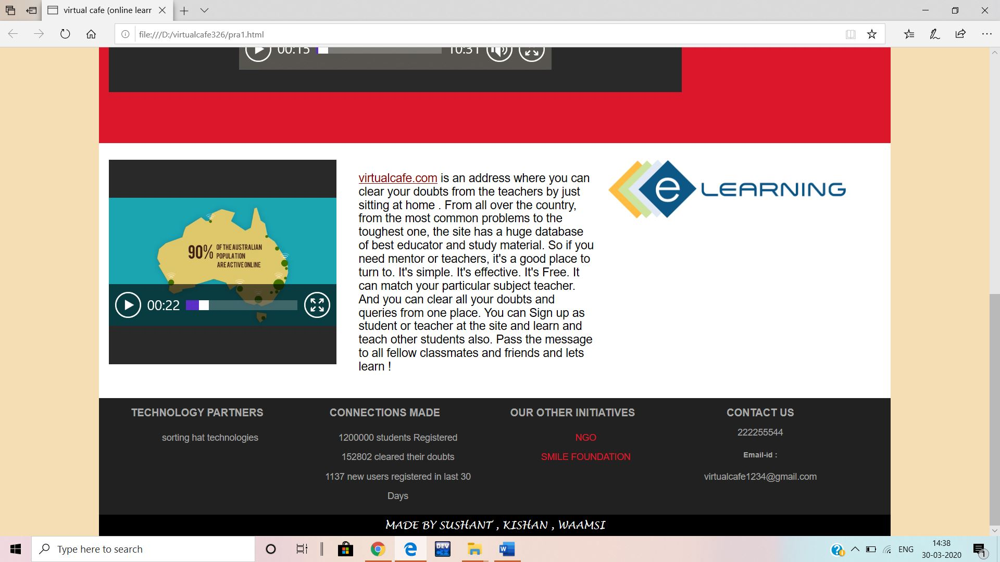 virtual cafe (online learr
file:///D:/virtualcafe326/pra1.html
00:15
10:31
virtualcafe.com is an address where you can
clear your doubts from the teachers by just
sitting at home . From all over the country,
from the most common problems to the
toughest one, the site has a huge database
of best educator and study material. So if you
need mentor or teachers, it's a good place to
turn to. It's simple. It's effective. It's Free. It
can match your particular subject teacher.
And you can clear all your doubts and
queries from one place. You can Sign up as
student or teacher at the site and learn and
teach other students also. Pass the message
to all fellow classmates and friends and lets
learn !
e LEARNING
90% OF THE AUSTRALIAN
POPULATION
ARE ACTIVE ONLINE
00:22
TECHNOLOGY PARTNERS
sorting hat technologies
CONNECTIONS MADE
1200000 students Registered
152802 cleared their doubts
1137 new users registered in last 30
Days
OUR OTHER INITIATIVES
NGO
SMILE FOUNDATION
CONTACT US
222255544
Email-id :
virtualcafe1234@gmail.com
MADE BY SUSHANT , KISHAN , WAAMSI
Type here to search
DEV
C++
W
ENG
14:38
30-03-2020
1